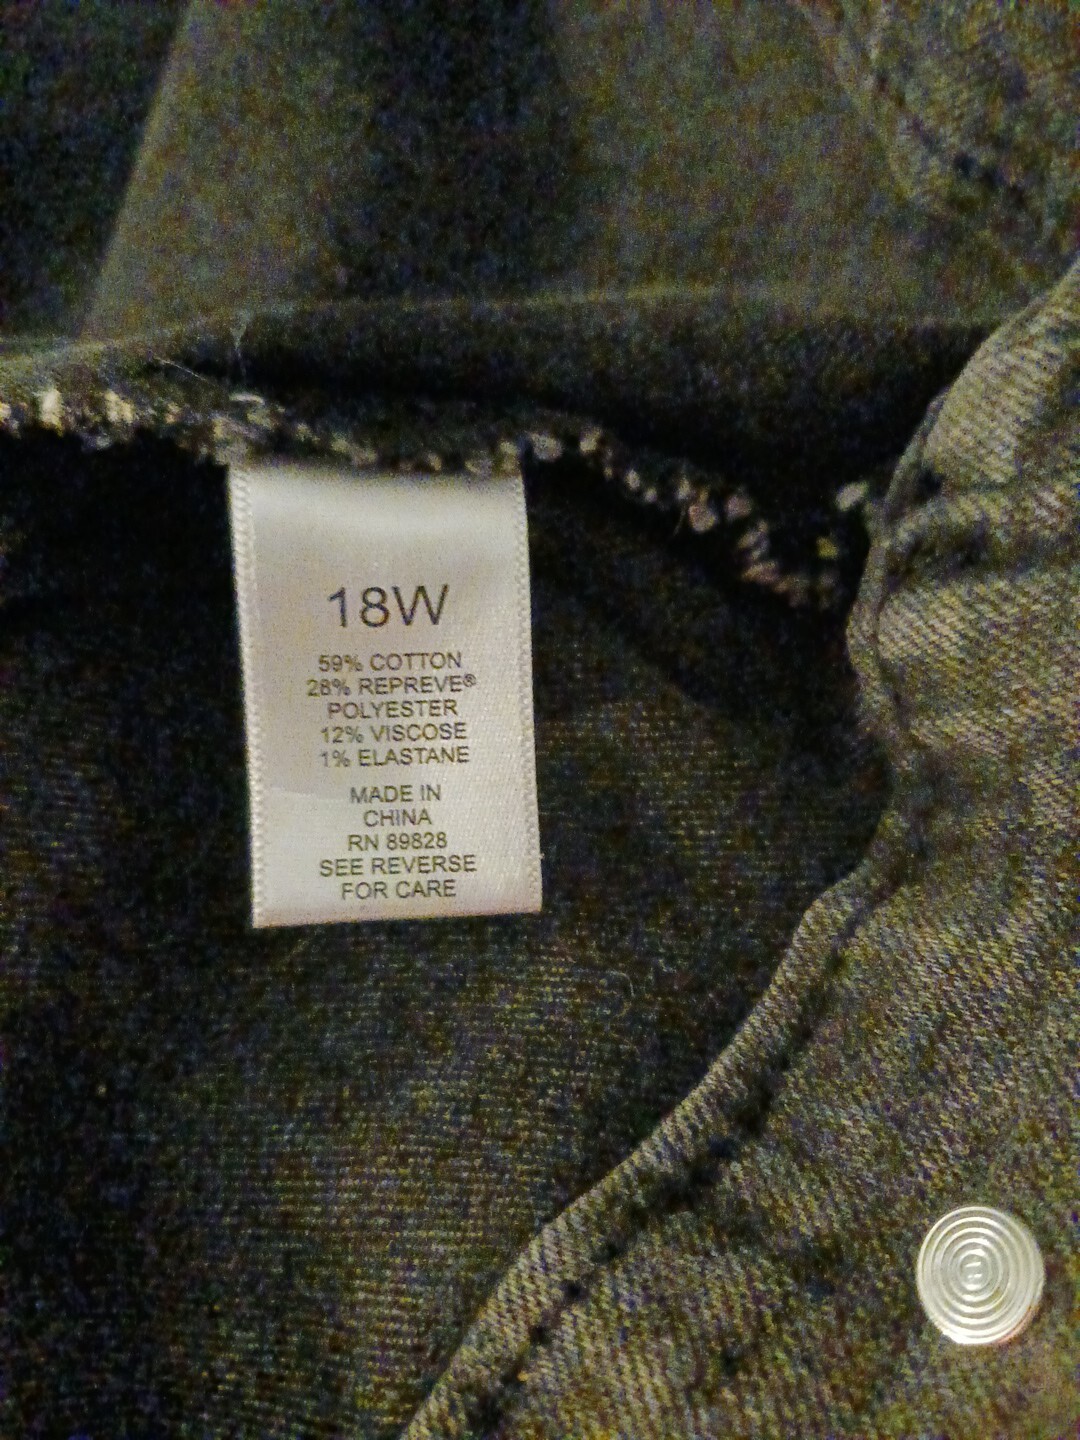 18W
59% COTTON
28% REPREVE®
POLYESTER
12% VISCOSE
1% ELASTANE
MADE IN
CHINA
RN 89828
SEE REVERSE
FOR CARE